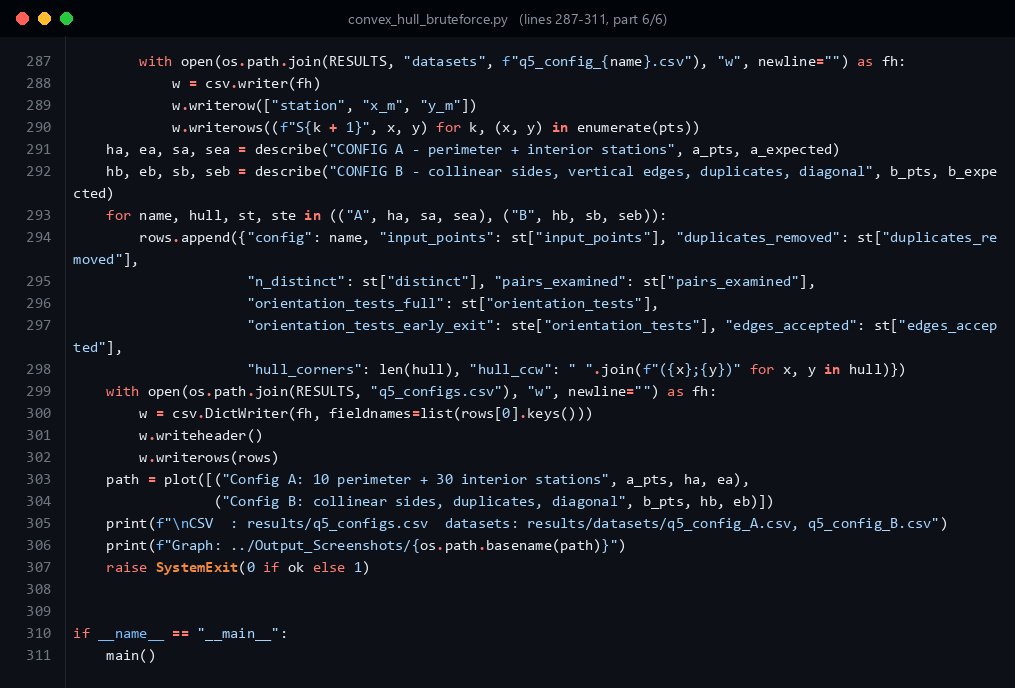 convex_hull_bruteforce.py   (lines 287-311, part 6/6)
287         with open(os.path.join(RESULTS, "datasets", f"q5_config_{name}.csv"), "w", newline="") as fh:
288             w = csv.writer(fh)
289             w.writerow(["station", "x_m", "y_m"])
290             w.writerows((f"S{k + 1}", x, y) for k, (x, y) in enumerate(pts))
291     ha, ea, sa, sea = describe("CONFIG A - perimeter + interior stations", a_pts, a_expected)
292     hb, eb, sb, seb = describe("CONFIG B - collinear sides, vertical edges, duplicates, diagonal", b_pts, b_expe
cted)
293     for name, hull, st, ste in (("A", ha, sa, sea), ("B", hb, sb, seb)):
294         rows.append({"config": name, "input_points": st["input_points"], "duplicates_removed": st["duplicates_re
moved"],
295                      "n_distinct": st["distinct"], "pairs_examined": st["pairs_examined"],
296                      "orientation_tests_full": st["orientation_tests"],
297                      "orientation_tests_early_exit": ste["orientation_tests"], "edges_accepted": st["edges_accep
ted"],
298                      "hull_corners": len(hull), "hull_ccw": " ".join(f"({x};{y})" for x, y in hull)})
299     with open(os.path.join(RESULTS, "q5_configs.csv"), "w", newline="") as fh:
300         w = csv.DictWriter(fh, fieldnames=list(rows[0].keys()))
301         w.writeheader()
302         w.writerows(rows)
303     path = plot([("Config A: 10 perimeter + 30 interior stations", a_pts, ha, ea),
304                  ("Config B: collinear sides, duplicates, diagonal", b_pts, hb, eb)])
305     print(f"\nCSV  : results/q5_configs.csv  datasets: results/datasets/q5_config_A.csv, q5_config_B.csv")
306     print(f"Graph: ../Output_Screenshots/{os.path.basename(path)}")
307     raise SystemExit(0 if ok else 1)
308
309
310 if __name__ == "__main__":
311     main()